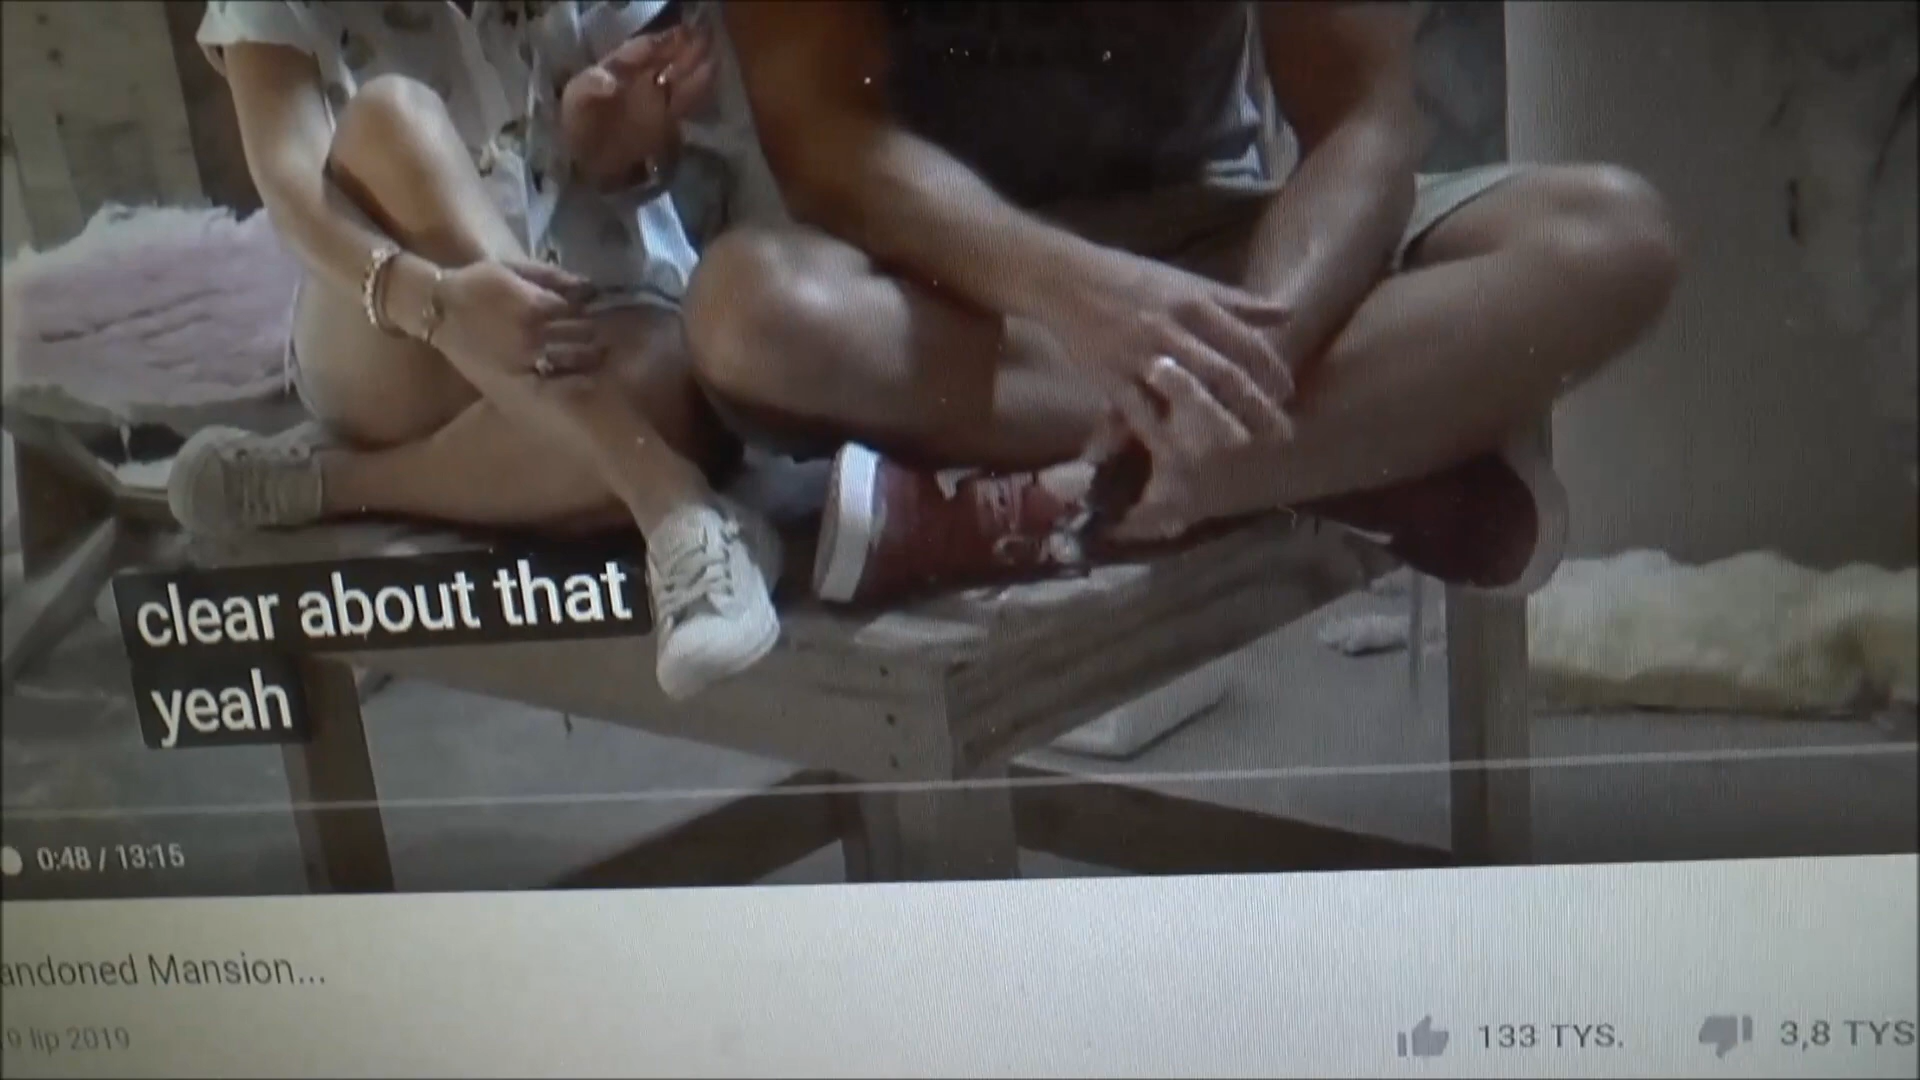 clear about that
yeah
0:48 / 13:15
andoned Mansion...
9 lip 2019
133 TYS.
3,8 TYS